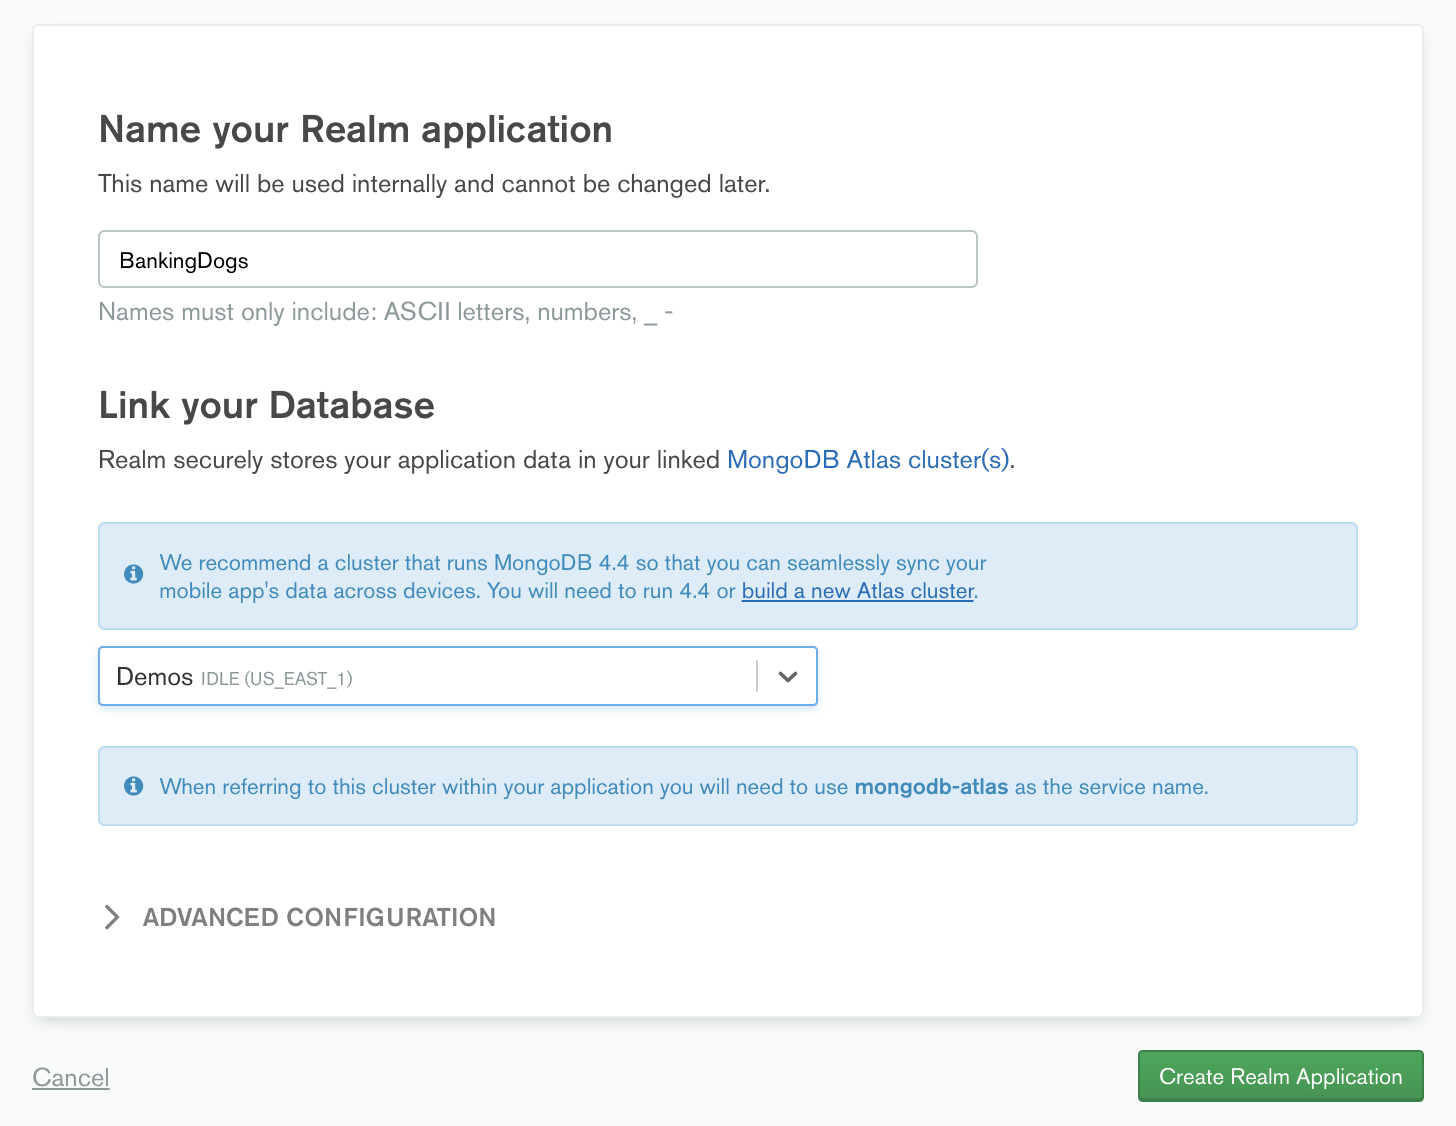 Name your Realm application
This name will be used internally and cannot be changed later.
BankingDogs
Names must only include: ASCII letters, numbers, _ -
Link your Database
Realm securely stores your application data in your linked MongoDB Atlas cluster(s).
We recommend a cluster that runs MongoDB 4.4 so that you can seamlessly sync your
mobile app's data across devices. You will need to run 4.4 or build a new Atlas cluster.
Demos IDLE (US_EAST_1)
When referring to this cluster within your application you will need to use mongodb-atlas as the service name.
ADVANCED CONFIGURATION
Cancel
Create Realm Application